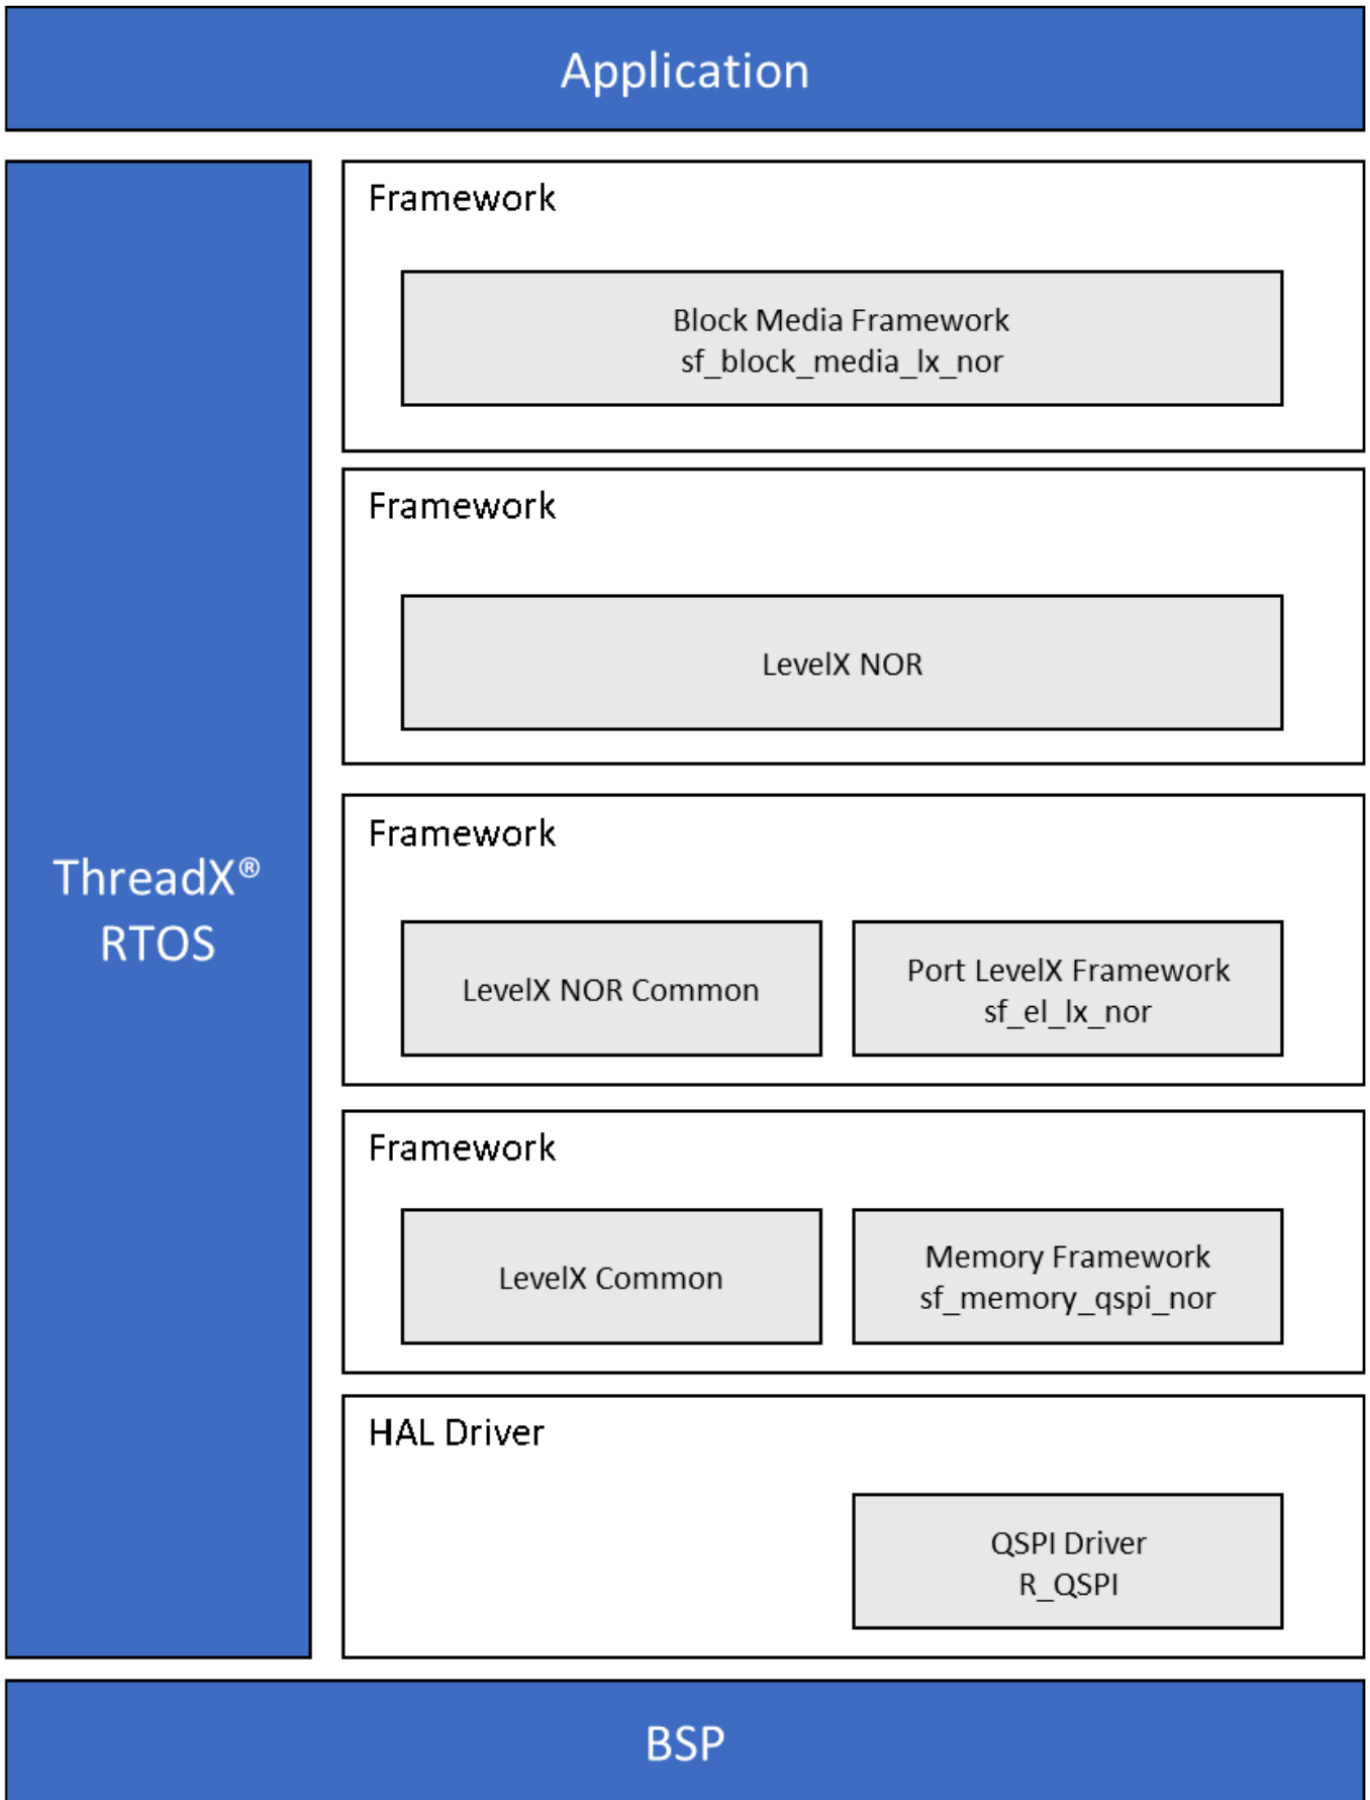 Application
ThreadX®
RTOS
Framework
Block Media Framework
sf_block_media_lx_nor
Framework
LevelX NOR
Framework
LevelX NOR Common
Port LevelX Framework
sf_el_lx_nor
Framework
LevelX Common
Memory Framework
sf_memory_qspi_nor
HAL Driver
QSPI Driver
R_QSPI
BSP